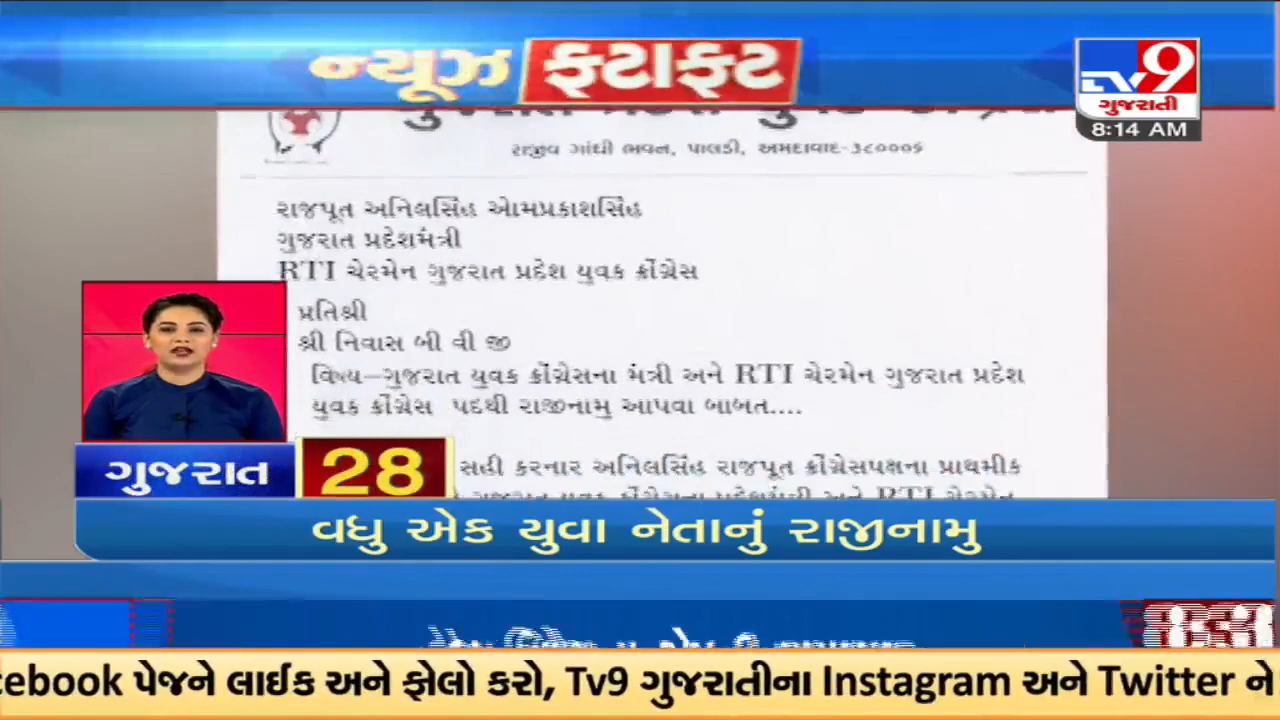 ન્યૂઝ ફટાફટ
TV9
ગુજરાતી
8:14 AM
રાજીવ ગાંધી ભવન, પાલડી, અમદાવાદ-૩૮૦૦૦૬
રાજપૂત અનિલસિંહ ઓમપ્રકાશસિંહ
ગુજરાત પ્રદેશમંત્રી
RTI ચેરમેન ગુજરાત પ્રદેશ યુવક કોંગ્રેસ
પ્રતિશ્રી
શ્રી નિવાસ બી વી જી
વિષય–ગુજરાત યુવક કોંગ્રેસના મંત્રી અને RTI ચેરમેન ગુજરાત પ્રદેશ
યુવક કોંગ્રેસ પદથી રાજીનામુ આપવા બાબત....
સહી કરનાર અનિલસિંહ રાજપૂત કોંગ્રેસપક્ષના પ્રાથમીક
ગુજરાત 28
વધુ એક યુવા નેતાનું રાજીનામુ
cebook પેજને લાઈક અને ફોલો કરો, Tv9 ગુજરાતીના Instagram અને Twitter ને